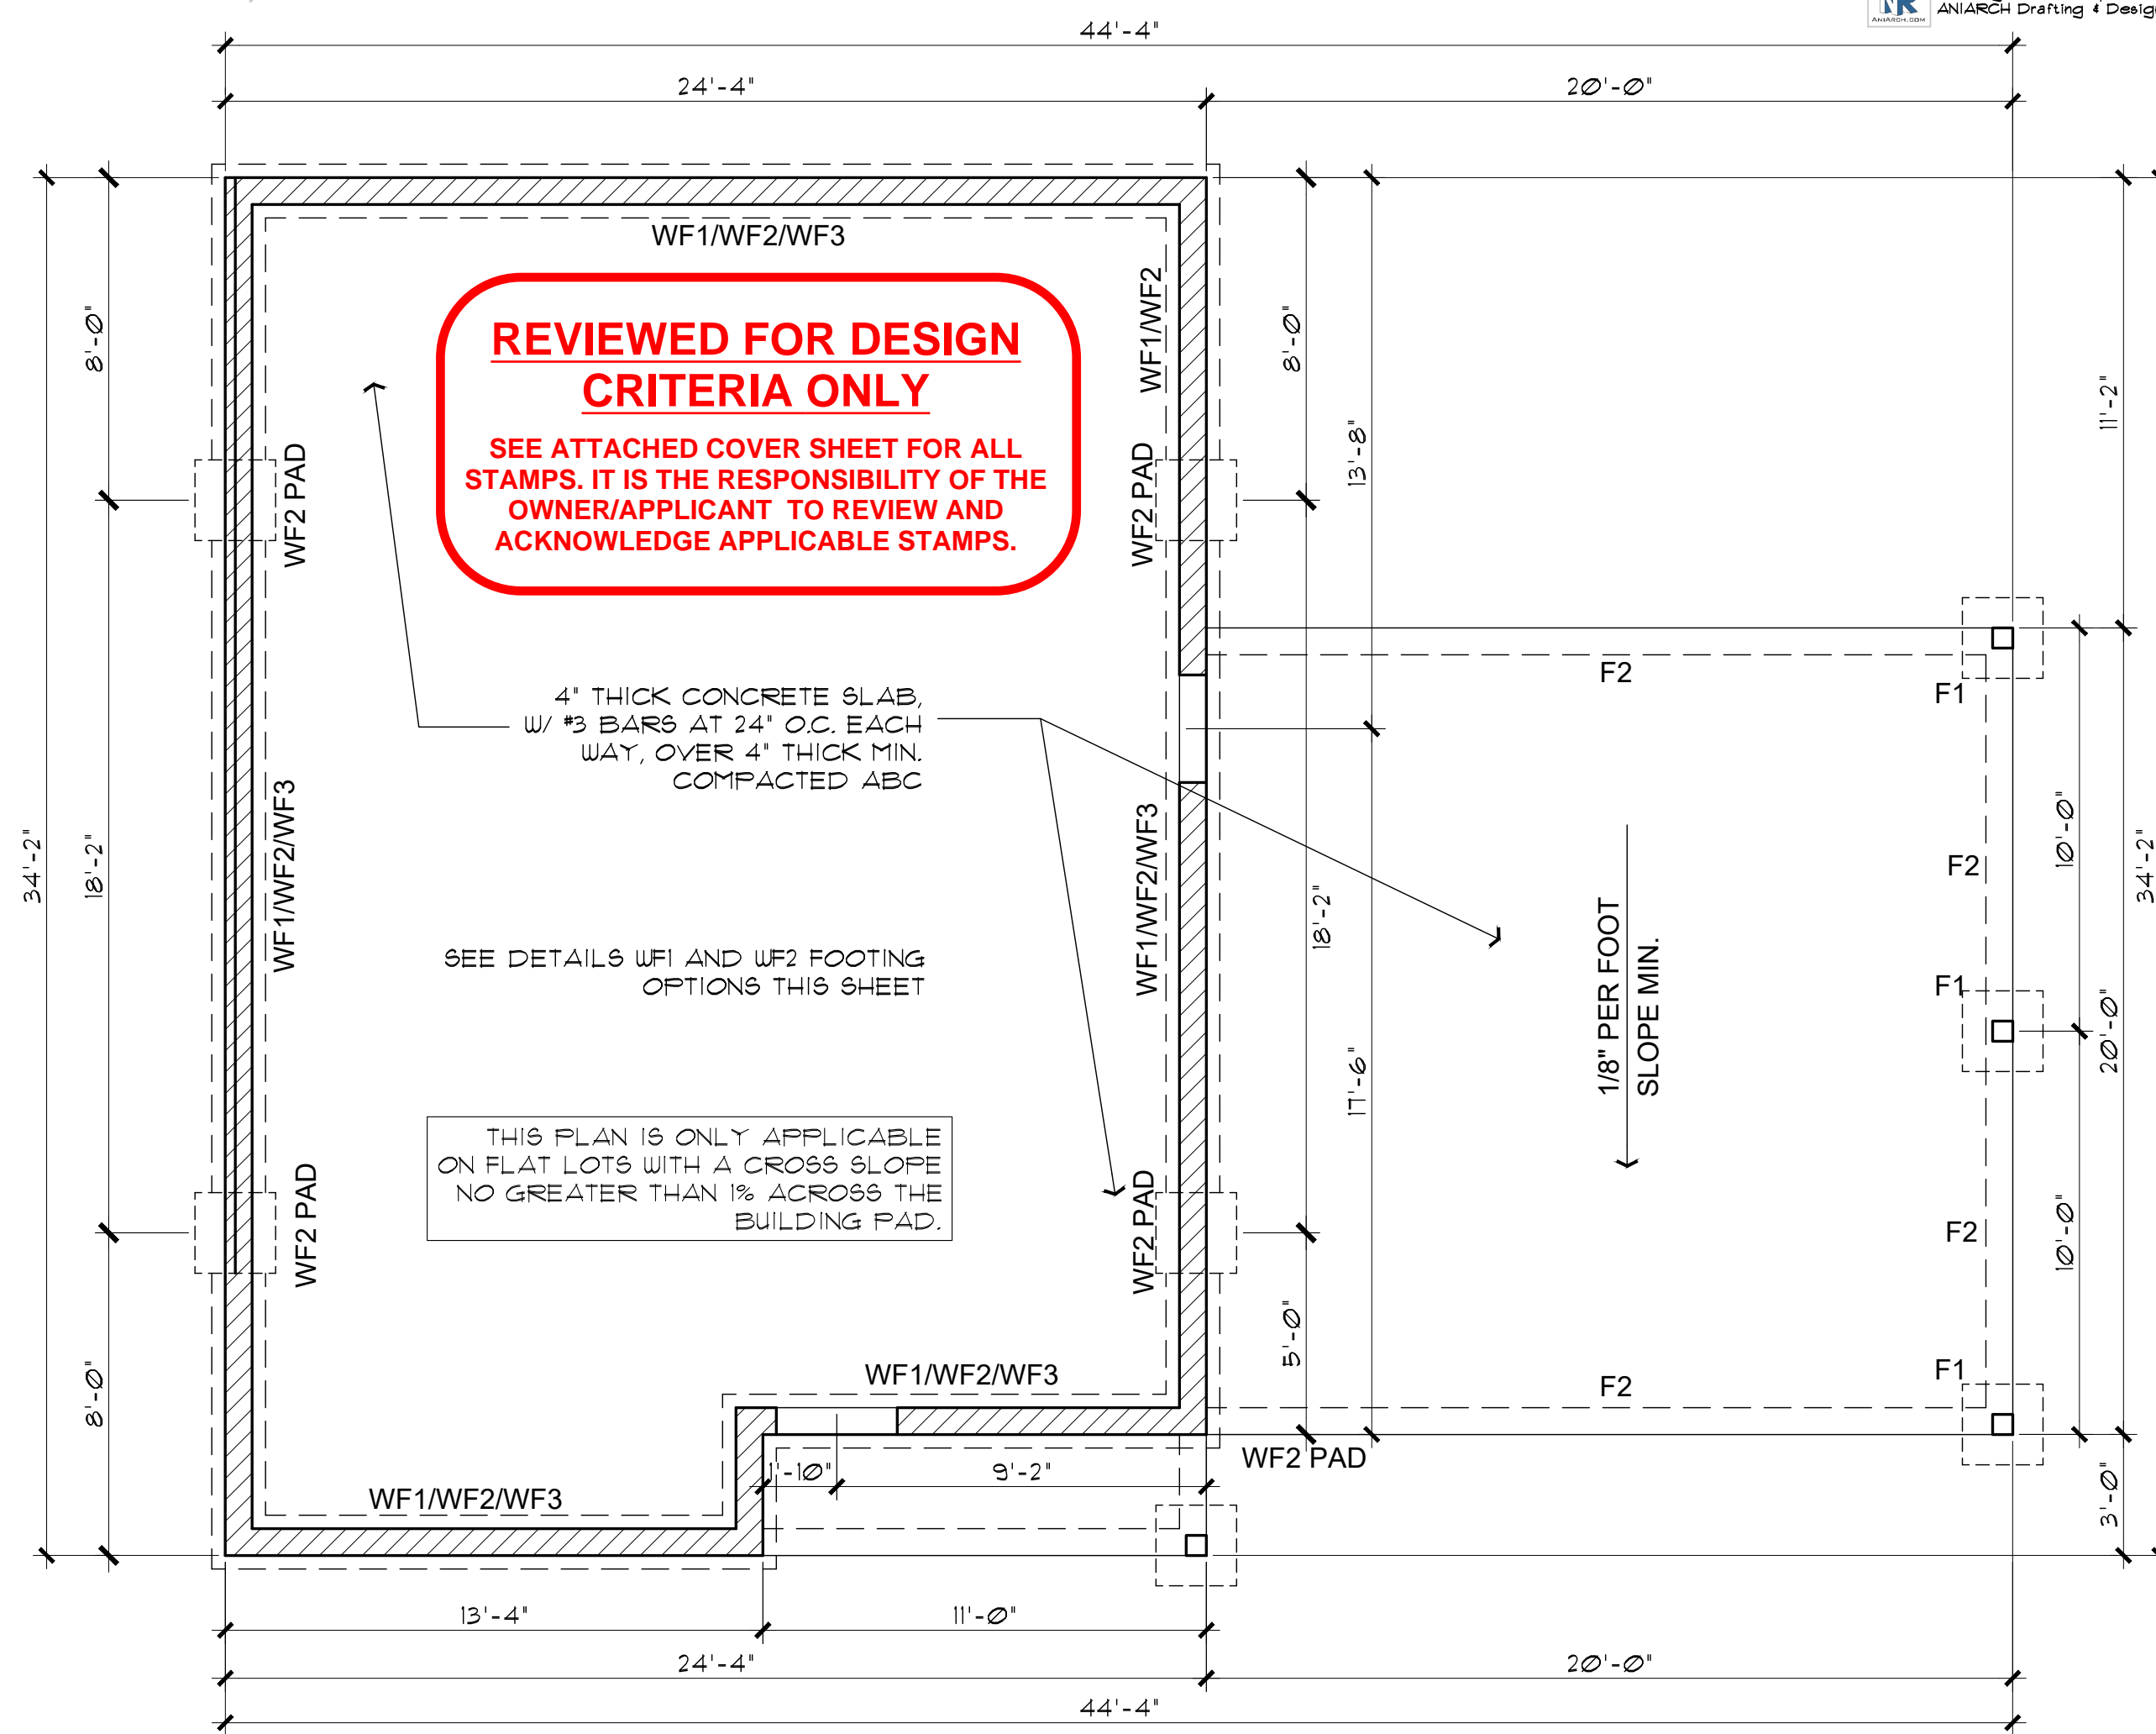 ANIARCH.COM
ANIARCH Drafting & Desig
44'-4"
24'-4"
20'-0"
WF1/WF2/WF3
WF1/WF2
8'-0"
8'-0"
13'-8"
11'-2"
REVIEWED FOR DESIGN
CRITERIA ONLY
SEE ATTACHED COVER SHEET FOR ALL
STAMPS. IT IS THE RESPONSIBILITY OF THE
OWNER/APPLICANT TO REVIEW AND
ACKNOWLEDGE APPLICABLE STAMPS.
WF2 PAD
WF2 PAD
4" THICK CONCRETE SLAB,
W/ #3 BARS AT 24" O.C. EACH
WAY, OVER 4" THICK MIN.
COMPACTED ABC
F2
F1
34'-2"
18'-2"
WF1/WF2/WF3
WF1/WF2/WF3
18'-2"
F2
10'-0"
34'-2"
SEE DETAILS WF1 AND WF2 FOOTING
OPTIONS THIS SHEET
1/8" PER FOOT
SLOPE MIN.
F1
20'-0"
17'-6"
THIS PLAN IS ONLY APPLICABLE
ON FLAT LOTS WITH A CROSS SLOPE
NO GREATER THAN 1% ACROSS THE
BUILDING PAD.
WF2 PAD
WF2 PAD
F2
10'-0"
8'-0"
5'-0"
WF1/WF2/WF3
F2
F1
WF2 PAD
1'-10"
9'-2"
WF1/WF2/WF3
3'-0"
13'-4"
11'-0"
24'-4"
20'-0"
44'-4"